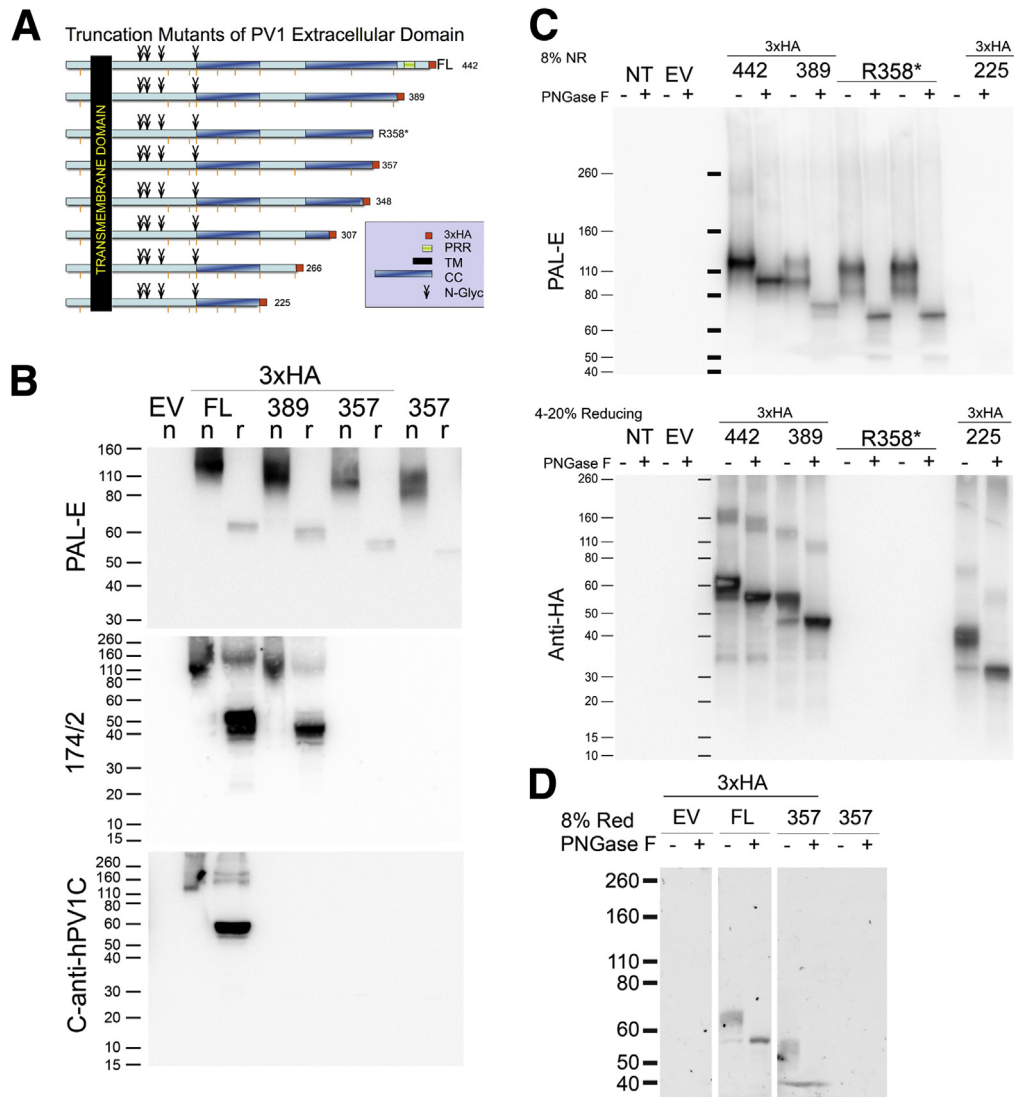 A
Truncation Mutants of PV1 Extracellular Domain
FL 442
389
R358*
357
348
307
266
225
TRANSMEMBRANE DOMAIN
3xHA
PRR
TM
CC
N-Glyc
B
3xHA
EV FL 389 357 357
n n r n r n r n r
PAL-E
160
110
80
60
50
40
30
174/2
260
160
110
80
60
50
40
30
20
10
15
C-anti-hPV1C
260
160
110
80
60
50
40
30
20
10
15
C
8% NR
3xHA 3xHA
NT EV 442 389 R358* 225
PNGase F - + - + - + - + - + - + - +
PAL-E
260
160
110
80
60
50
40
4-20% Reducing
3xHA 3xHA
NT EV 442 389 R358* 225
PNGase F - + - + - + - + - + - + - +
Anti-HA
260
160
110
80
60
50
40
30
20
15
10
D
3xHA
8% Red EV FL 357 357
PNGase F - + - + - + - +
260
160
110
80
60
50
40